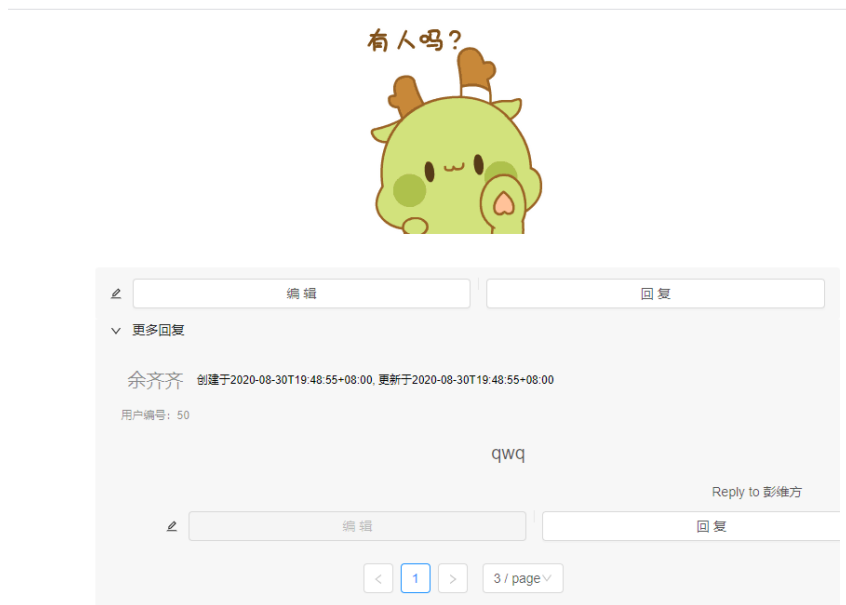 有人吗?
编 辑
回 复
更多回复
余齐齐 创建于2020-08-30T19:48:55+08:00, 更新于2020-08-30T19:48:55+08:00
用户编号: 50
qwq
Reply to 彭维方
编 辑
回 复
< 1 > 3 / page